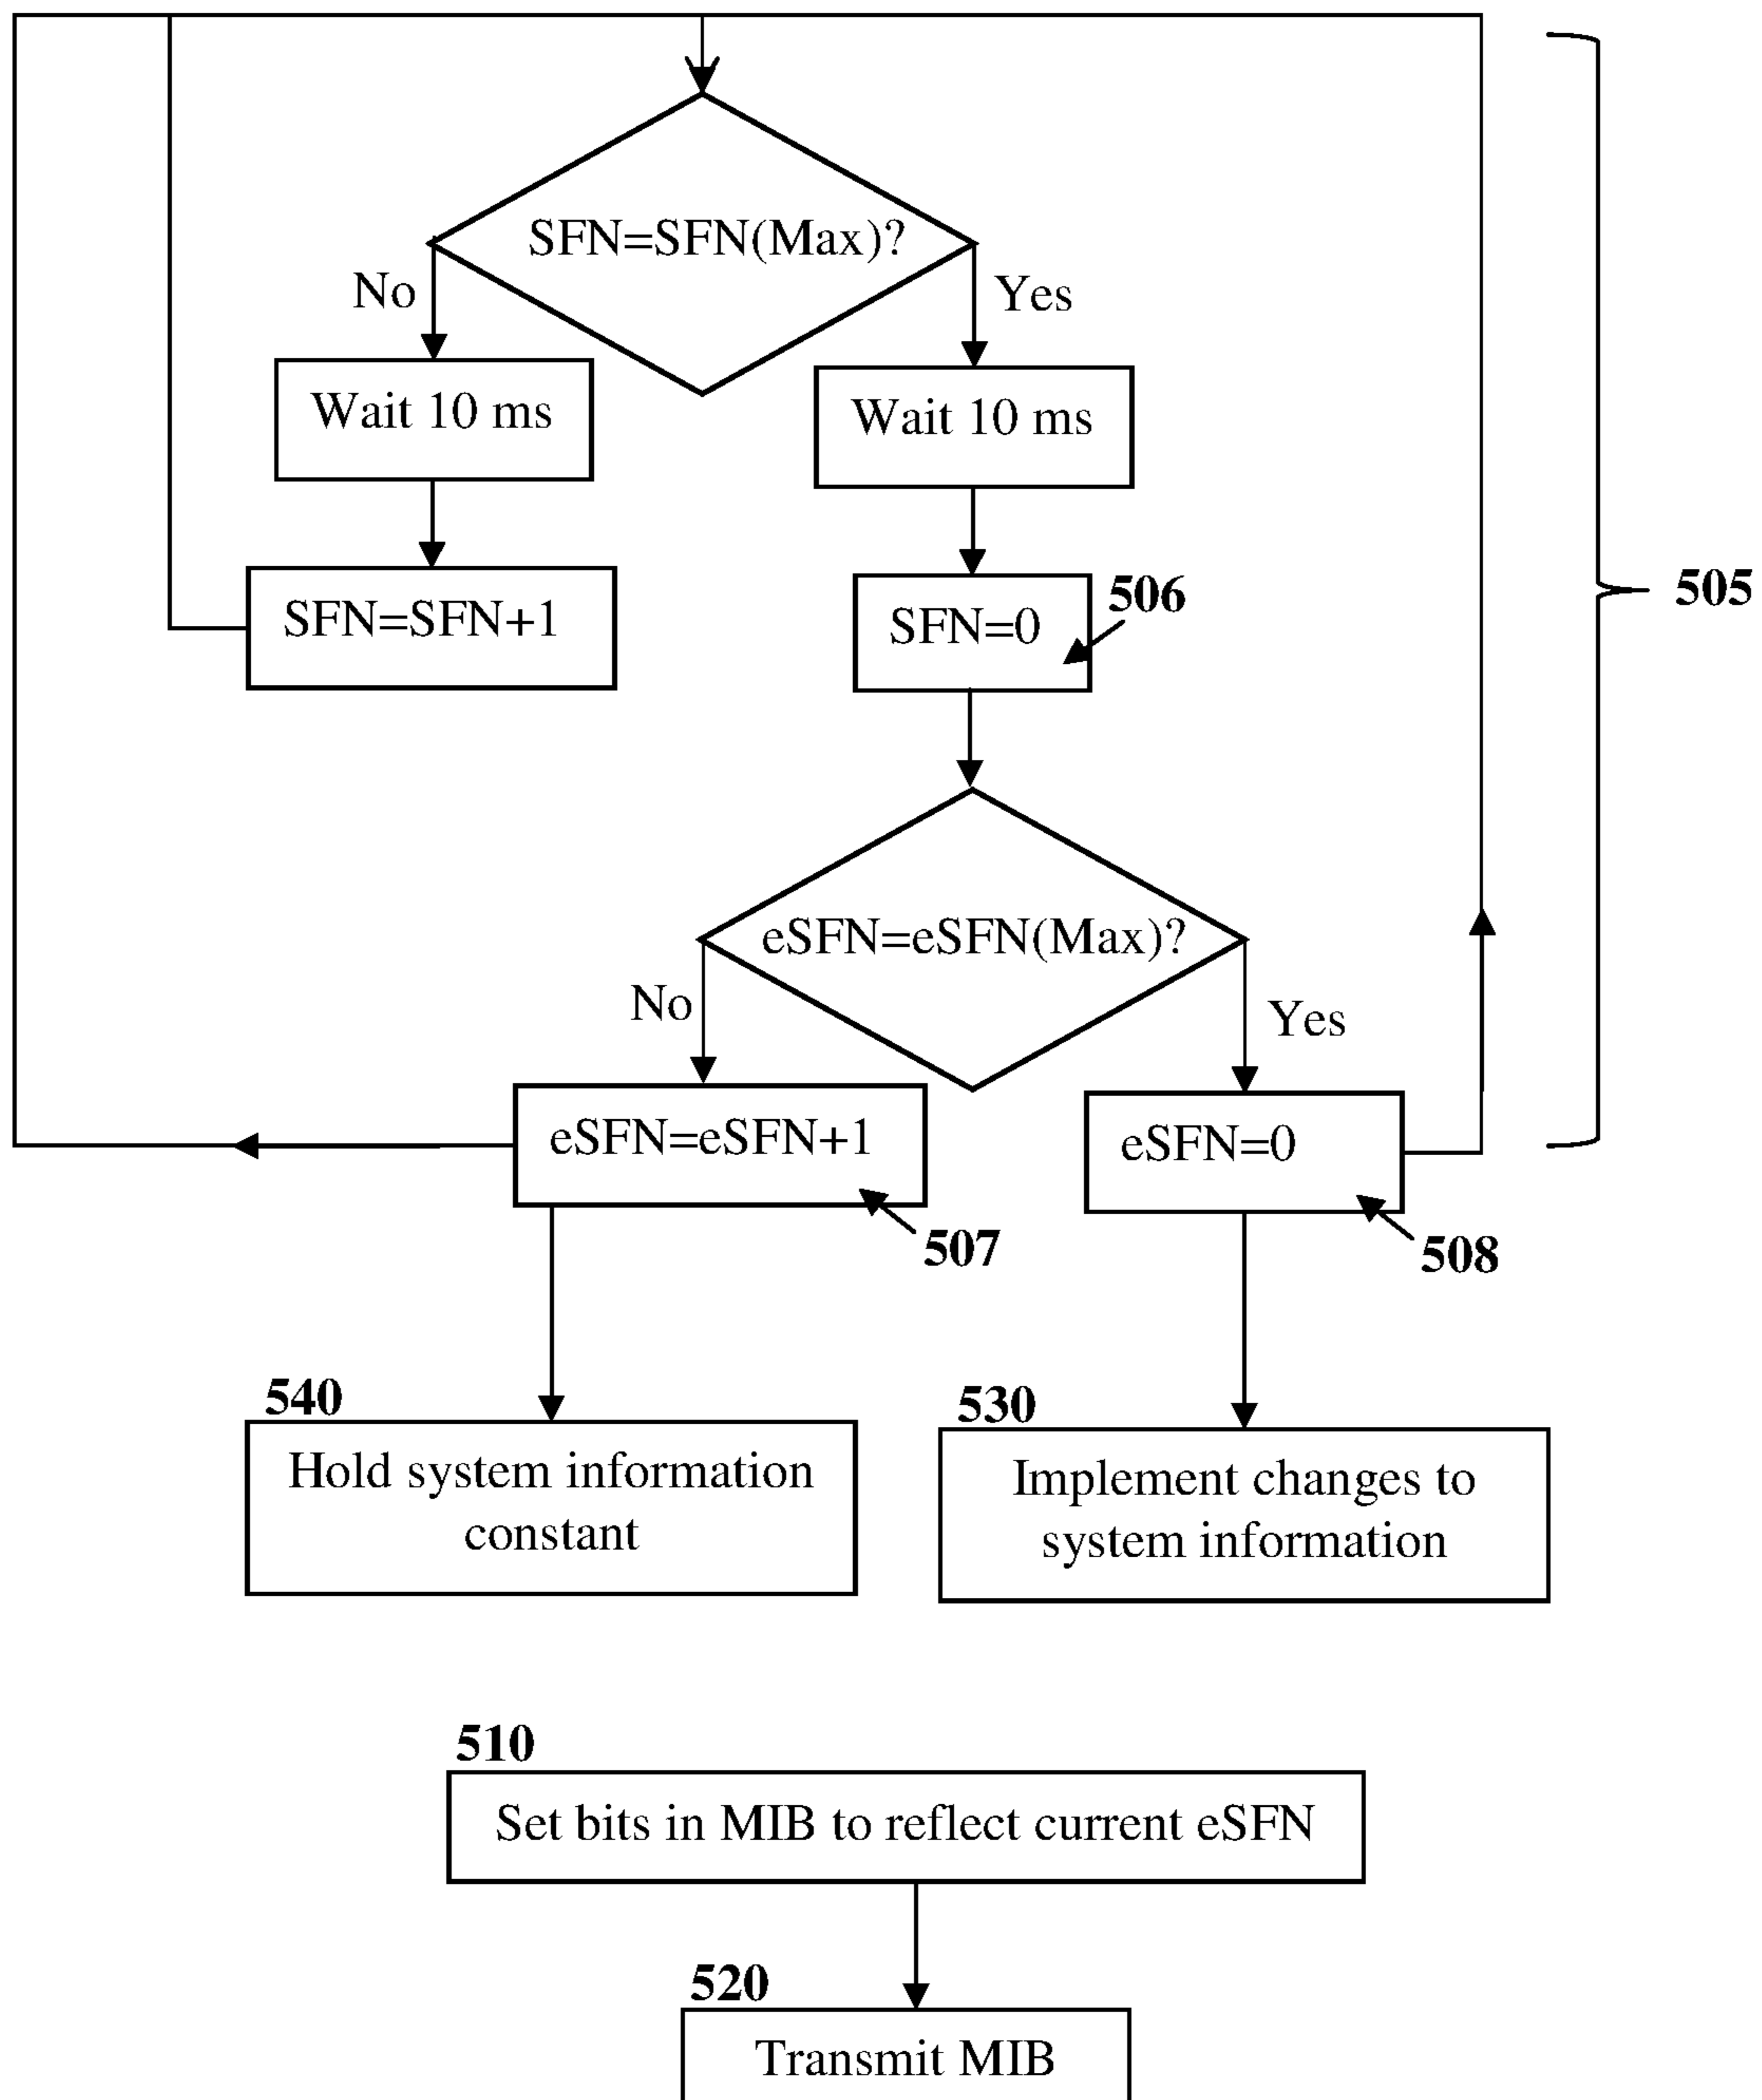 SFN=SFN(Max)?
No
Yes
Wait 10 ms
Wait 10 ms
SFN=SFN+1
SFN=0
506
505
eSFN=eSFN(Max)?
No
Yes
eSFN=eSFN+1
eSFN=0
507
508
540
530
Hold system information
constant
Implement changes to
system information
510
Set bits in MIB to reflect current eSFN
520
Transmit MIB